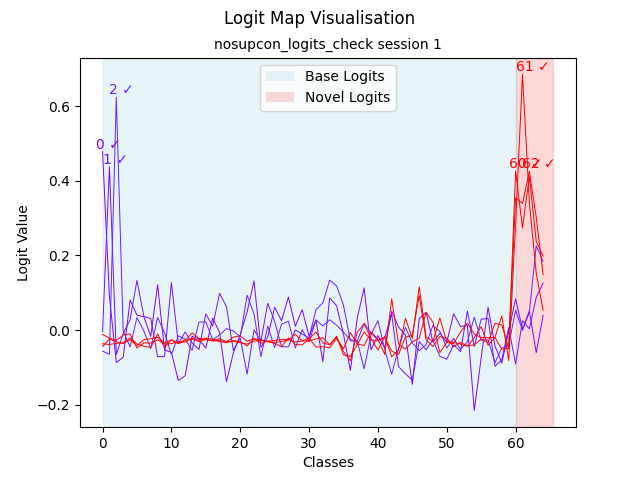 Logit Map Visualisation
nosupcon_logits_check session 1
Base Logits
Novel Logits
61 ✓
2 ✓
0 ✓
1 ✓
60 ✓
62 ✓
0.6
0.4
0.2
0.0
−0.2
Logit Value
0 10 20 30 40 50 60
Classes